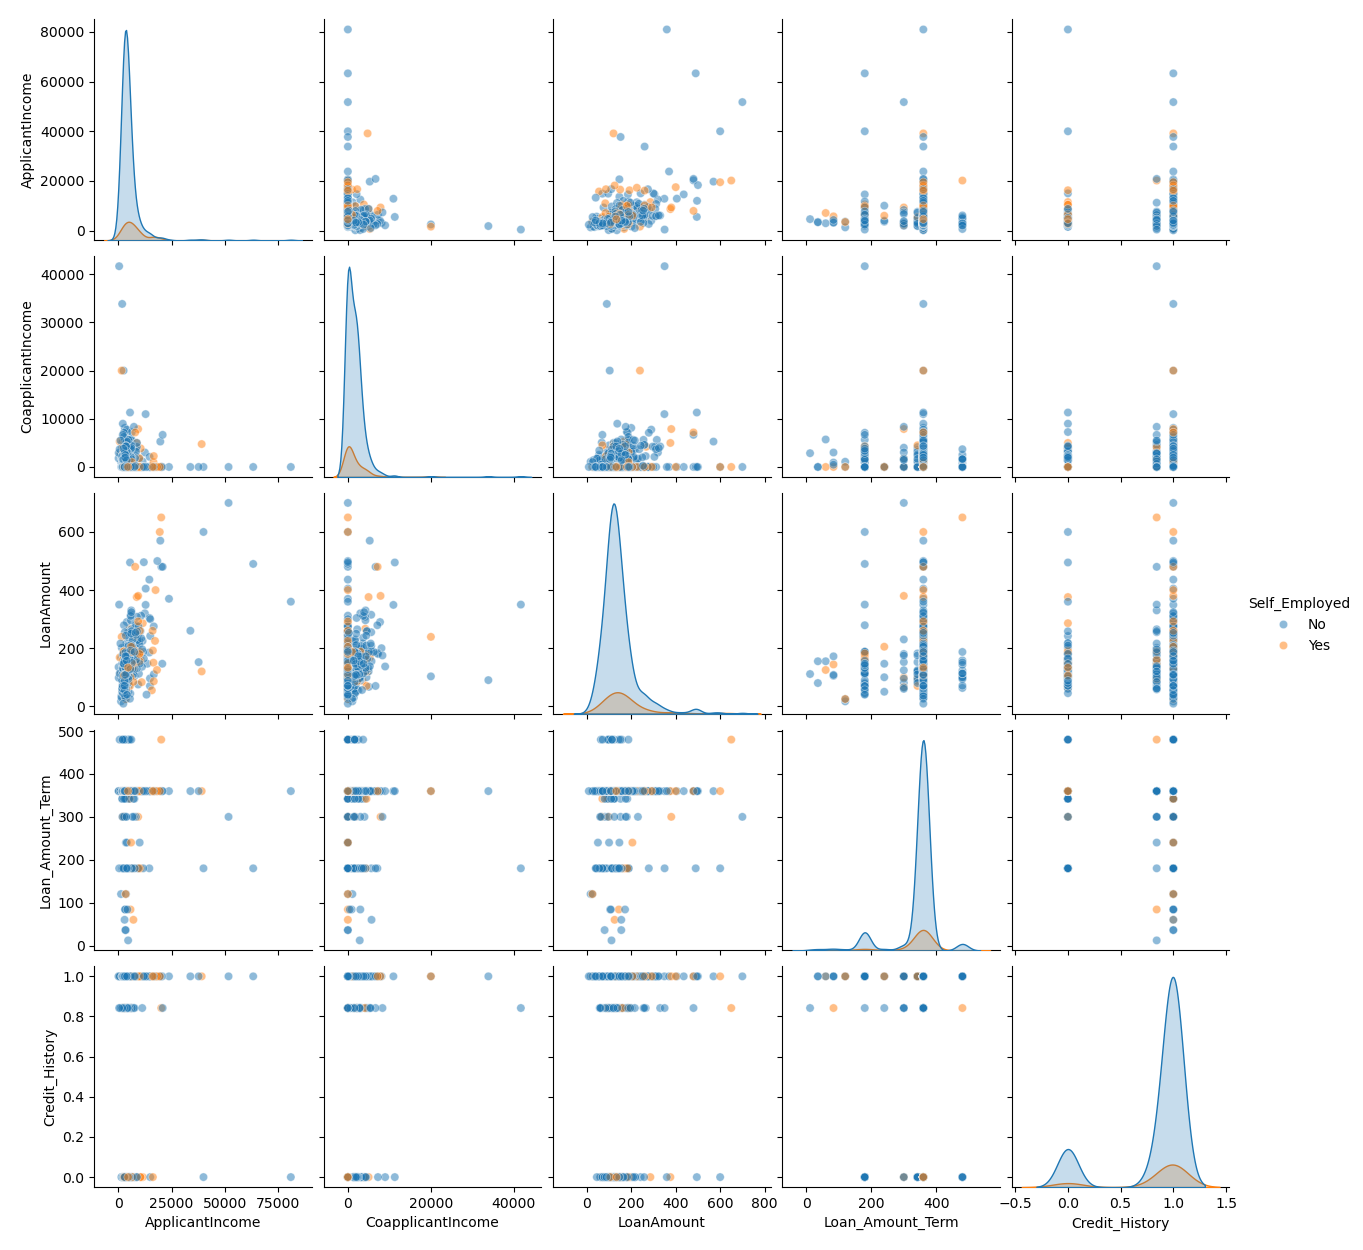 80000
60000
40000
20000
0
ApplicantIncome
40000
30000
20000
10000
0
CoapplicantIncome
600
400
200
0
LoanAmount
Self_Employed
No
Yes
500
400
300
200
100
0
Loan_Amount_Term
1.0
0.8
0.6
0.4
0.2
0.0
Credit_History
0 25000 50000 75000
0 20000 40000
0 200 400 600 800
0 200 400
−0.5 0.0 0.5 1.0 1.5
ApplicantIncome CoapplicantIncome LoanAmount Loan_Amount_Term Credit_History